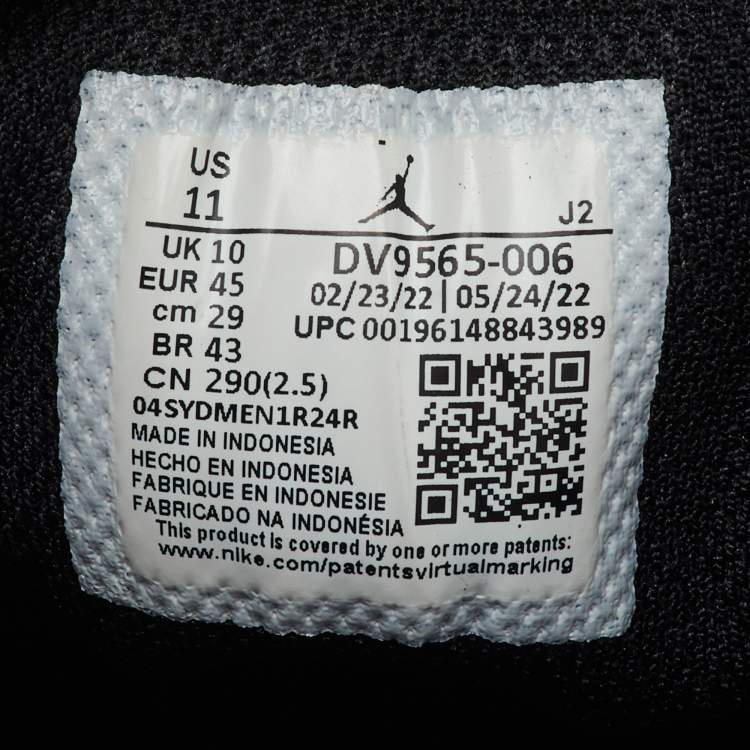 US
11
J2
UK 10
EUR 45
cm 29
BR 43
CN 290(2.5)
DV9565-006
02/23/22 | 05/24/22
UPC 00196148843989
04SYDMEN1R24R
MADE IN INDONESIA
HECHO EN INDONESIA
FABRIQUE EN INDONESIE
FABRICADO NA INDONÉSIA
This product is covered by one or more patents:
www.nike.com/patentsvirtualmarking